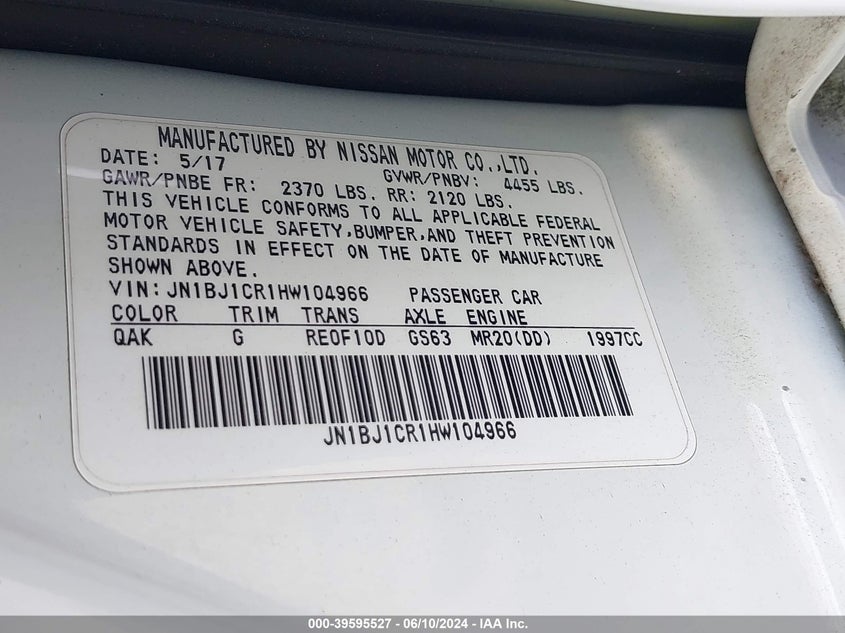 MANUFACTURED BY NISSAN MOTOR CO.,LTD.
DATE: 5/17 GVWR/PNBV: 4455 LBS.
GAWR/PNBE FR: 2370 LBS. RR: 2120 LBS.
THIS VEHICLE CONFORMS TO ALL APPLICABLE FEDERAL
MOTOR VEHICLE SAFETY,BUMPER,AND THEFT PREVENTION
STANDARDS IN EFFECT ON THE DATE OF MANUFACTURE
SHOWN ABOVE.
VIN:JN1BJ1CR1HW104966 PASSENGER CAR
COLOR TRIM TRANS AXLE ENGINE
QAK G RE0F10D GS63 MR20(DD) 1997CC
JN1BJ1CR1HW104966
000-39595527 - 06/10/2024 - IAA Inc.